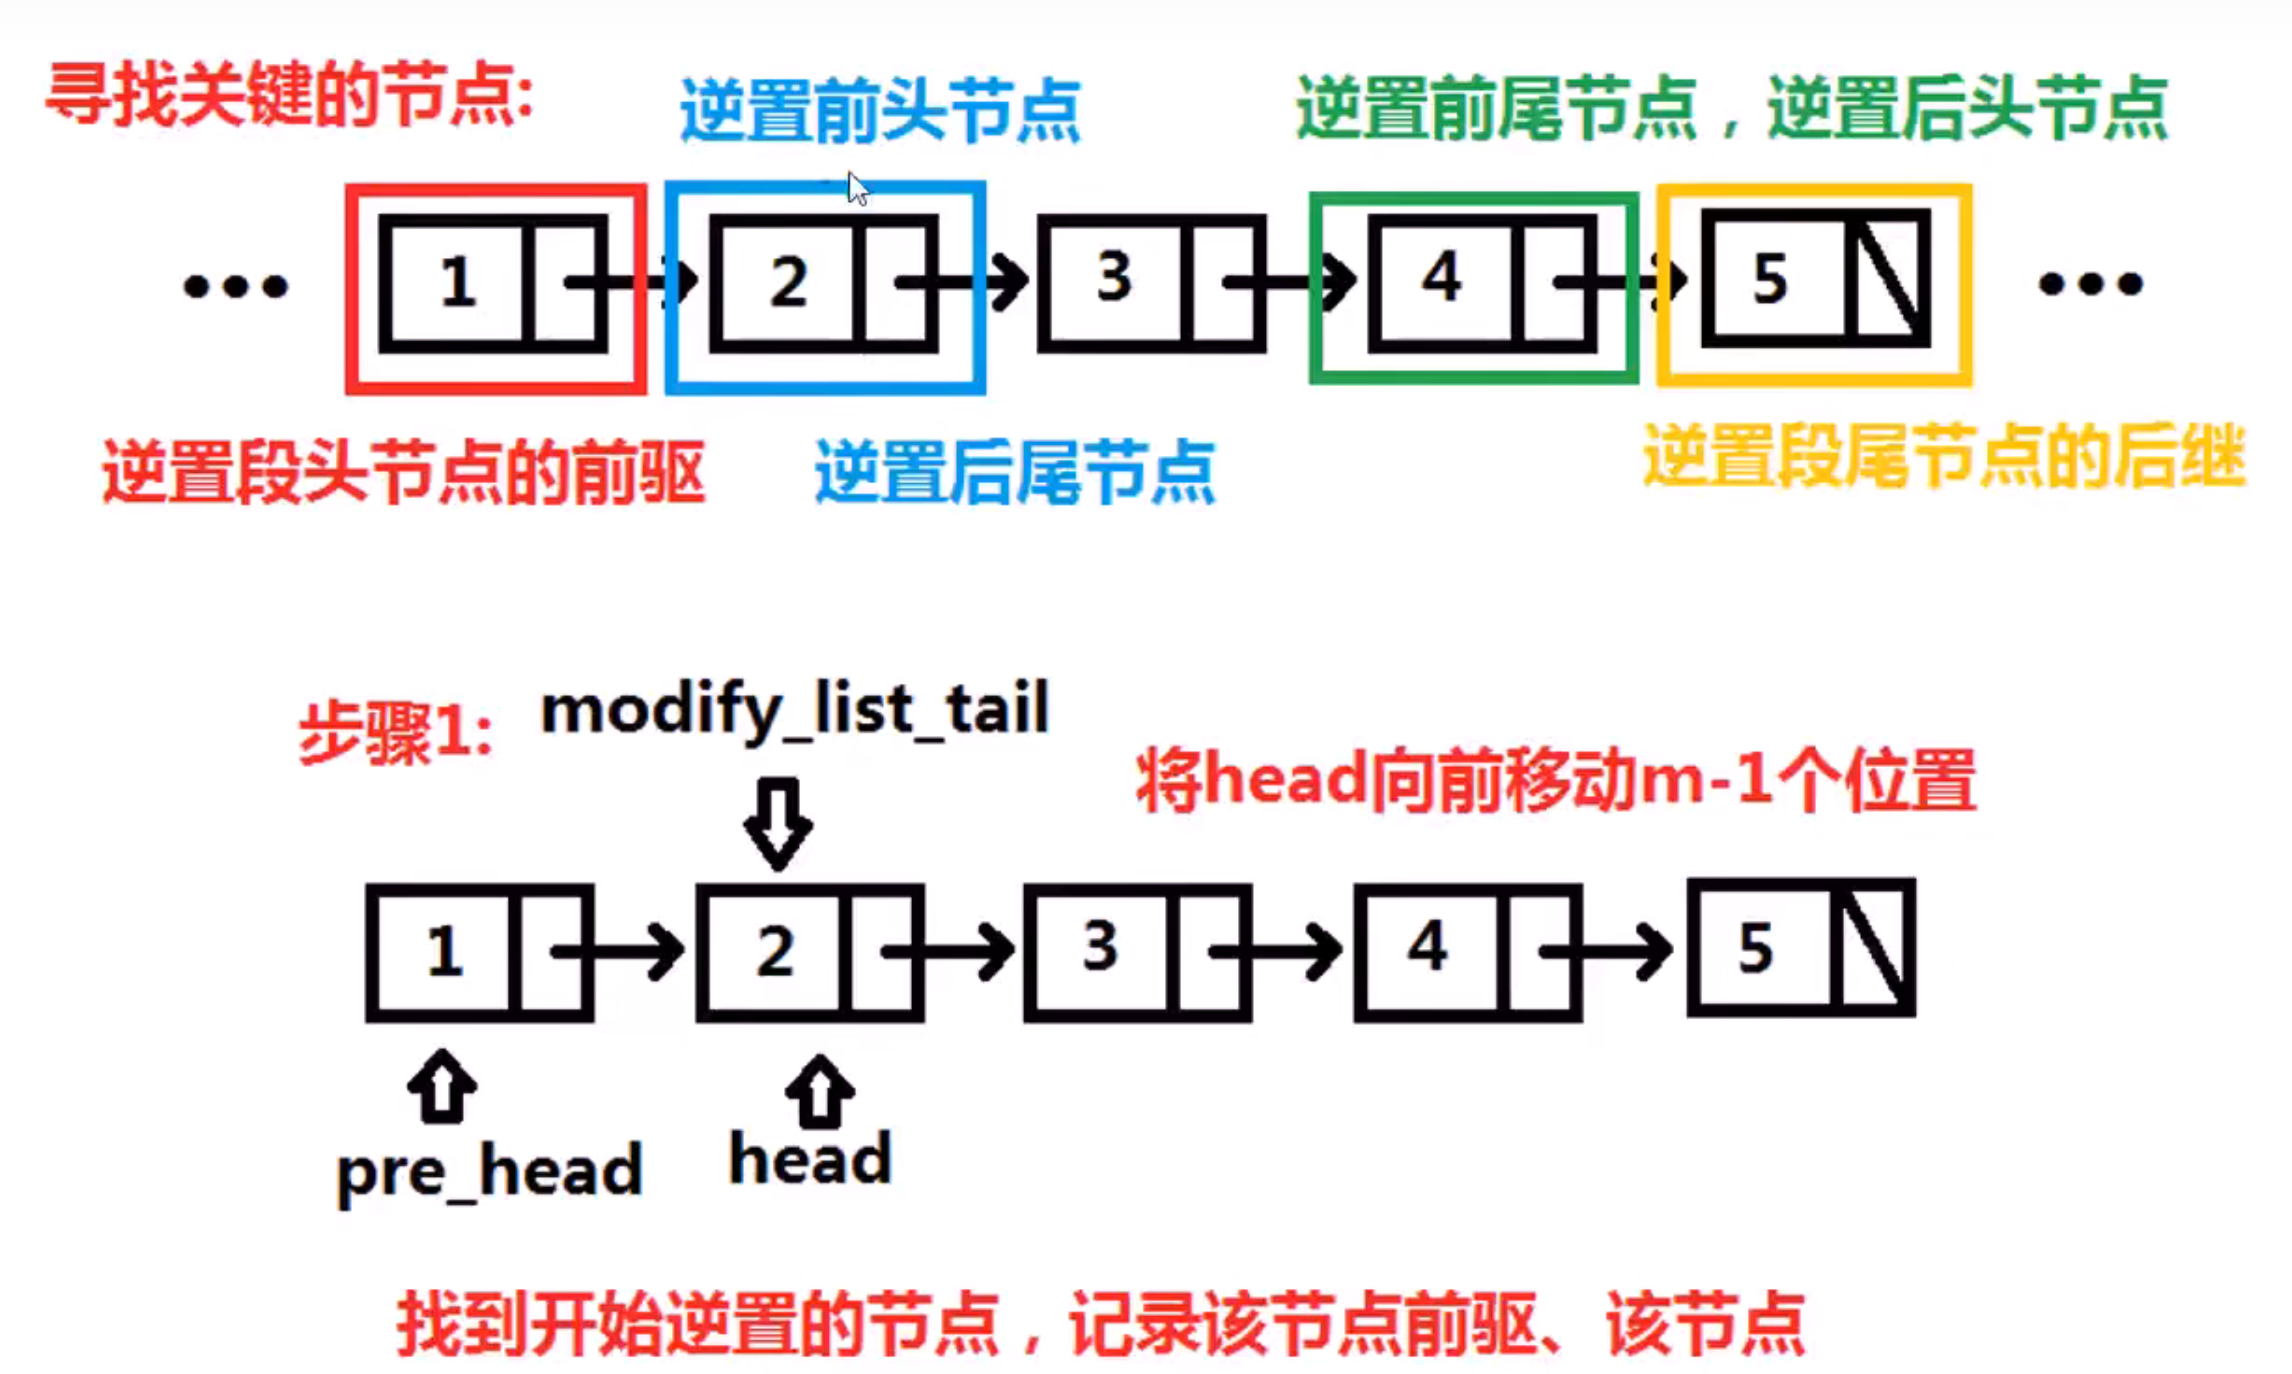 寻找关键的节点:
逆置前头节点
逆置前尾节点，逆置后头节点
... 1 2 3 4 5 ...
逆置段头节点的前驱
逆置后尾节点
逆置段尾节点的后继
步骤1:
modify_list_tail
将head向前移动m-1个位置
1 2 3 4 5
pre_head
head
找到开始逆置的节点，记录该节点前驱、该节点